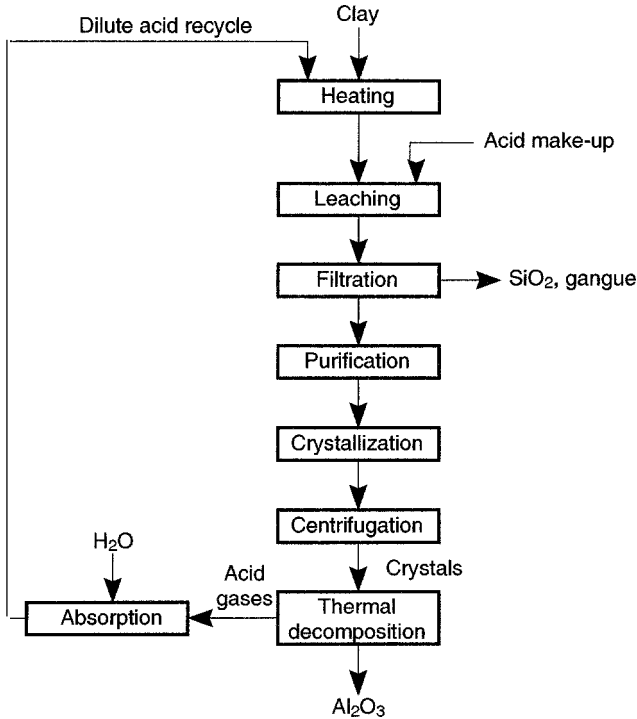 Clay
Dilute acid recycle
Heating
Acid make-up
Leaching
Filtration
SiO₂, gangue
Purification
Crystallization
Centrifugation
H₂O
Crystals
Acid
gases
Absorption
Thermal
decomposition
Al₂O₃